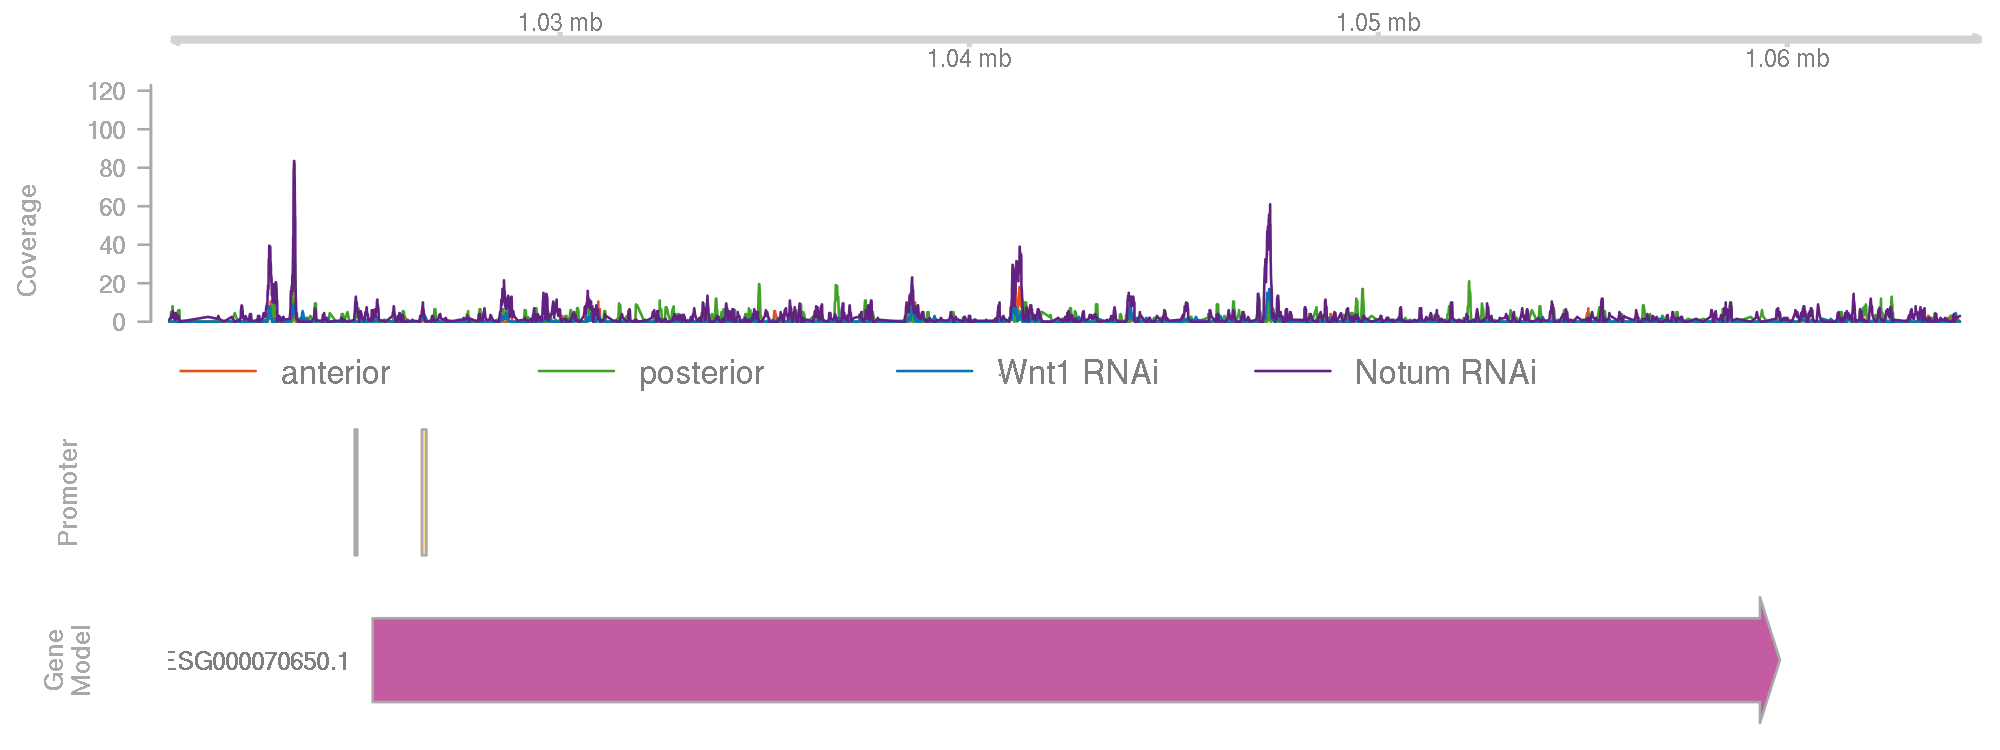 1.03 mb 1.05 mb
1.04 mb 1.06 mb
Coverage
120
100
80
60
40
20
0
anterior posterior Wnt1 RNAi Notum RNAi
Promoter
Gene
Model
ESG000070650.1